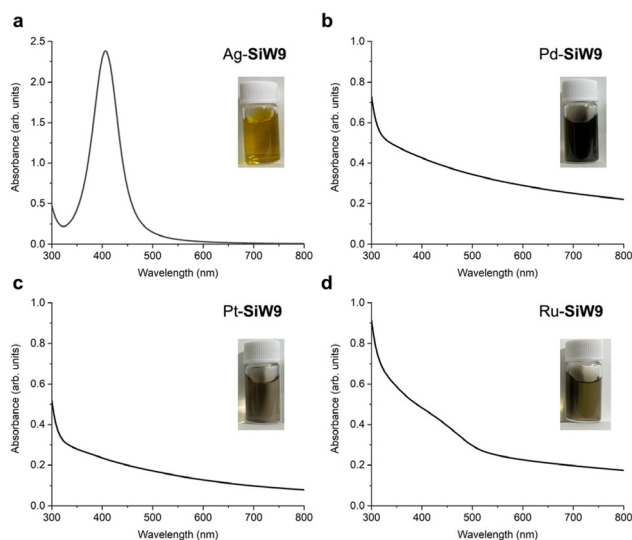 a
Ag-SiW9
Absorbance (arb. units)
2.5
2.0
1.5
1.0
0.5
0.0
300 400 500 600 700 800
Wavelength (nm)
b
Pd-SiW9
Absorbance (arb. units)
1.0
0.8
0.6
0.4
0.2
0.0
300 400 500 600 700 800
Wavelength (nm)
c
Pt-SiW9
Absorbance (arb. units)
1.0
0.8
0.6
0.4
0.2
0.0
300 400 500 600 700 800
Wavelength (nm)
d
Ru-SiW9
Absorbance (arb. units)
1.0
0.8
0.6
0.4
0.2
0.0
300 400 500 600 700 800
Wavelength (nm)